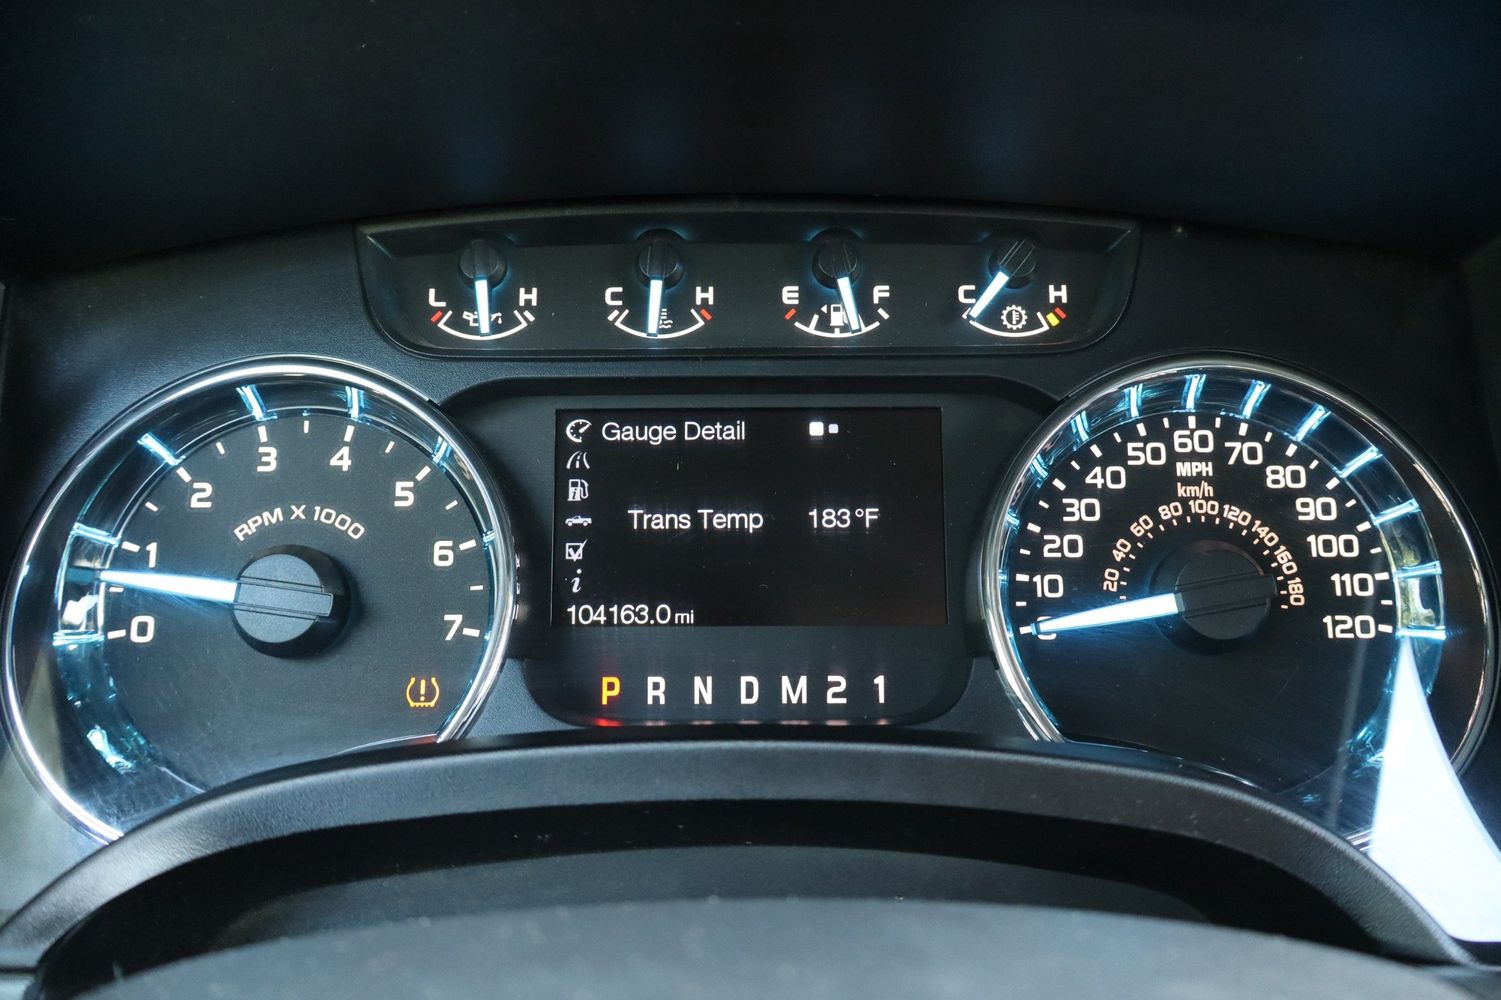 L H
C H
E F
C H
0 1 2 3 4 5 6 7
RPM X 1000
Gauge Detail
Trans Temp 183°F
i
104163.0 mi
P R N D M 2 1
0 10 20 30 40 50 60 70 80 90 100 110 120
MPH
km/h
20 40 60 80 100 120 140 160 180